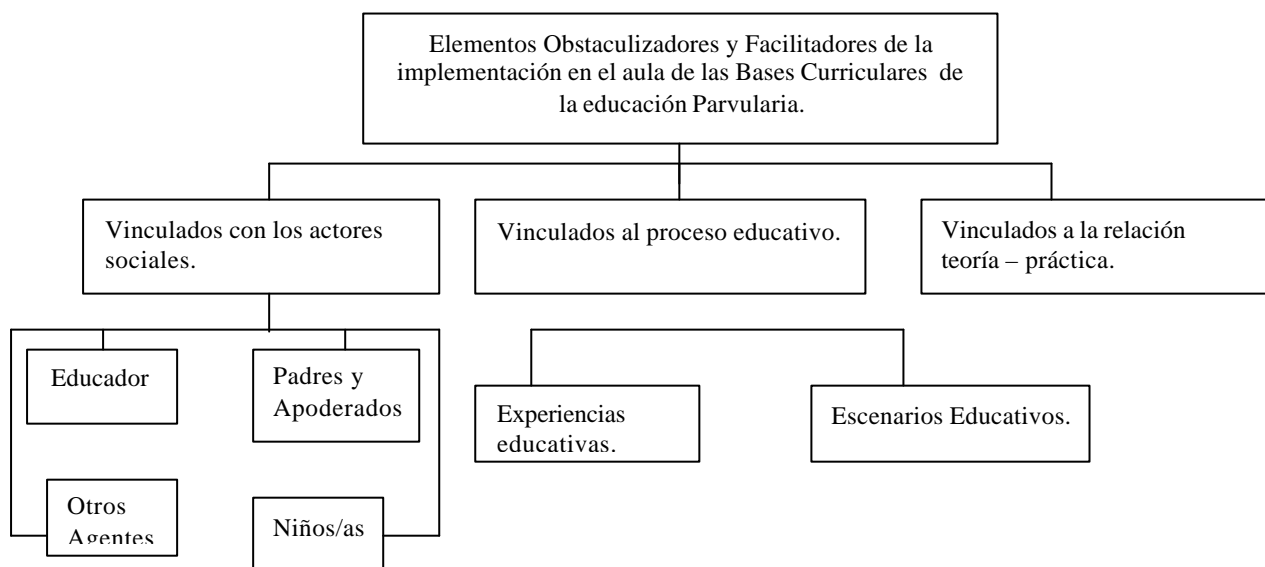 Elementos Obstaculizadores y Facilitadores de la
implementación en el aula de las Bases Curriculares de
la educación Parvularia.
Vinculados con los actores
sociales.
Vinculados al proceso educativo.
Vinculados a la relación
teoría – práctica.
Educador
Padres y
Apoderados
Experiencias
educativas.
Escenarios Educativos.
Otros
Agentes
Niños/as